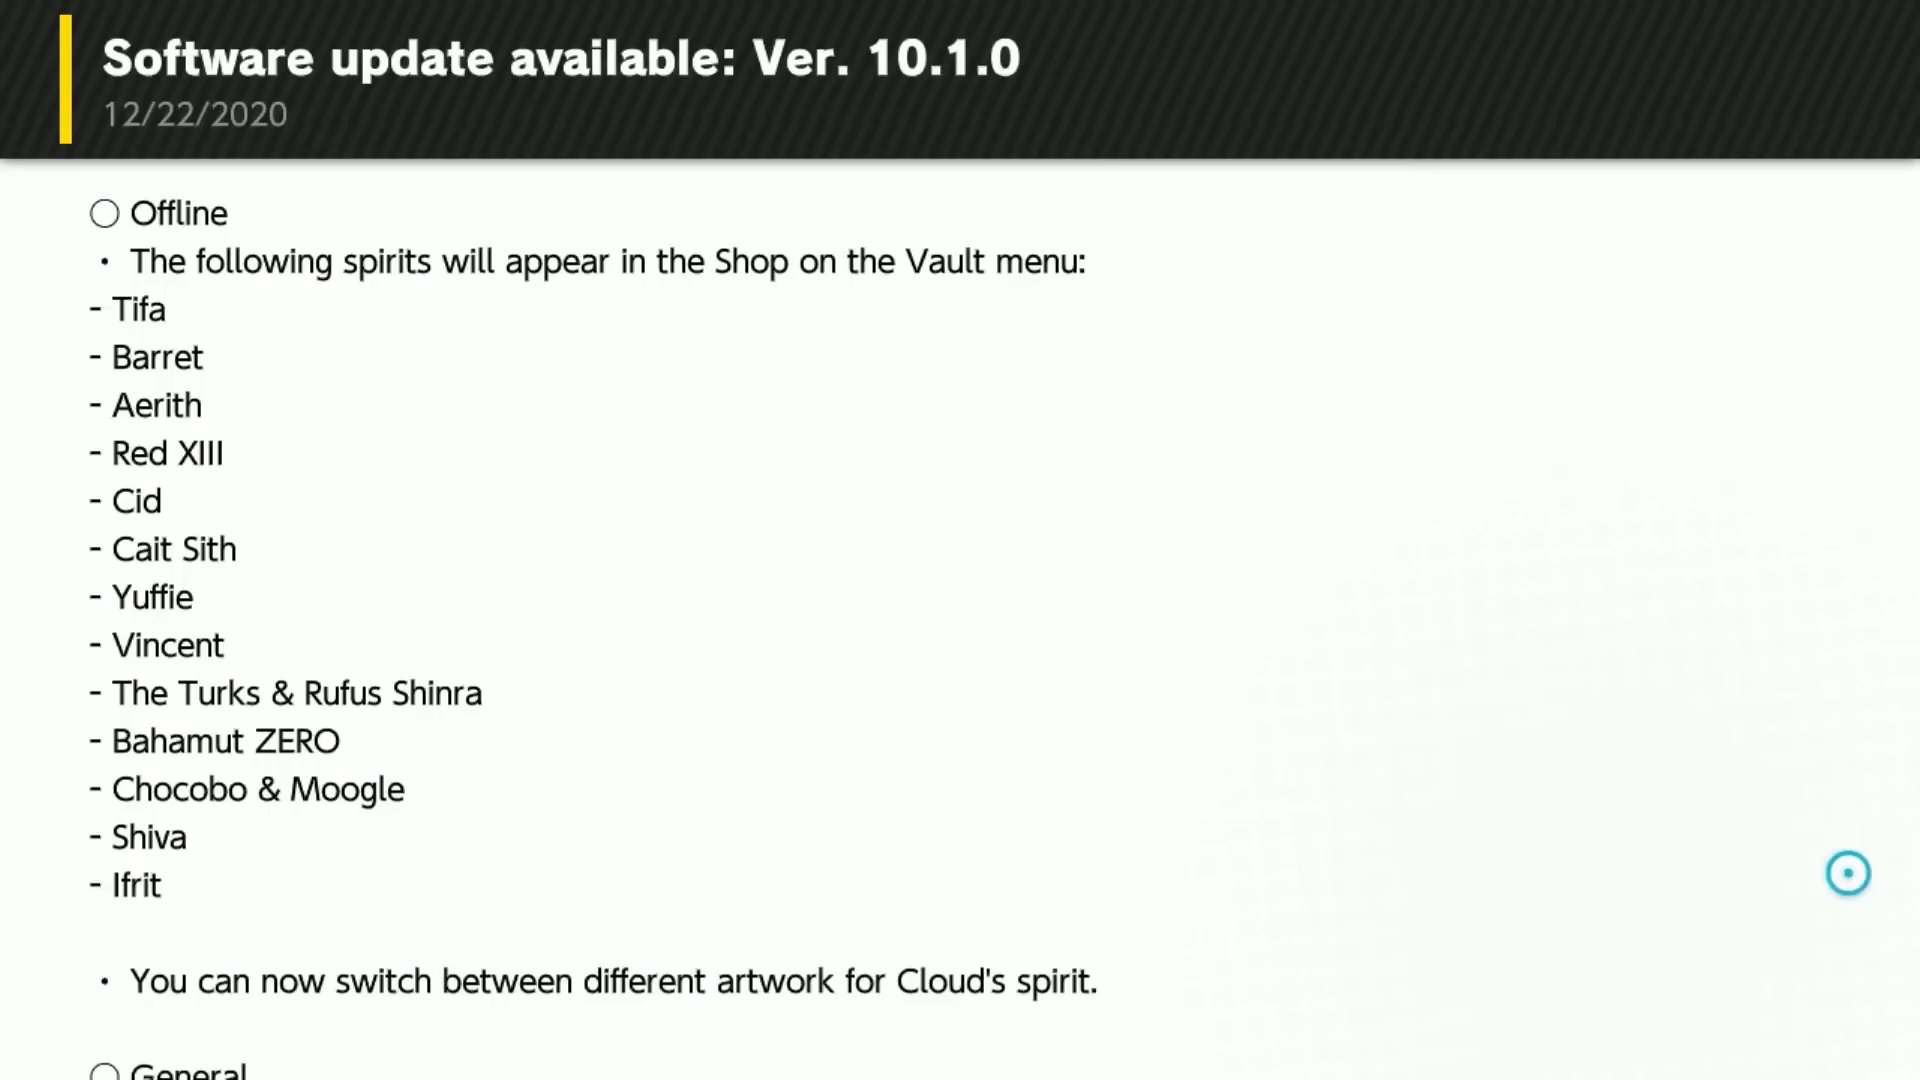 Software update available: Ver. 10.1.0
12/22/2020
○ Offline
・ The following spirits will appear in the Shop on the Vault menu:
- Tifa
- Barret
- Aerith
- Red XIII
- Cid
- Cait Sith
- Yuffie
- Vincent
- The Turks & Rufus Shinra
- Bahamut ZERO
- Chocobo & Moogle
- Shiva
- Ifrit
・ You can now switch between different artwork for Cloud's spirit.
○ General